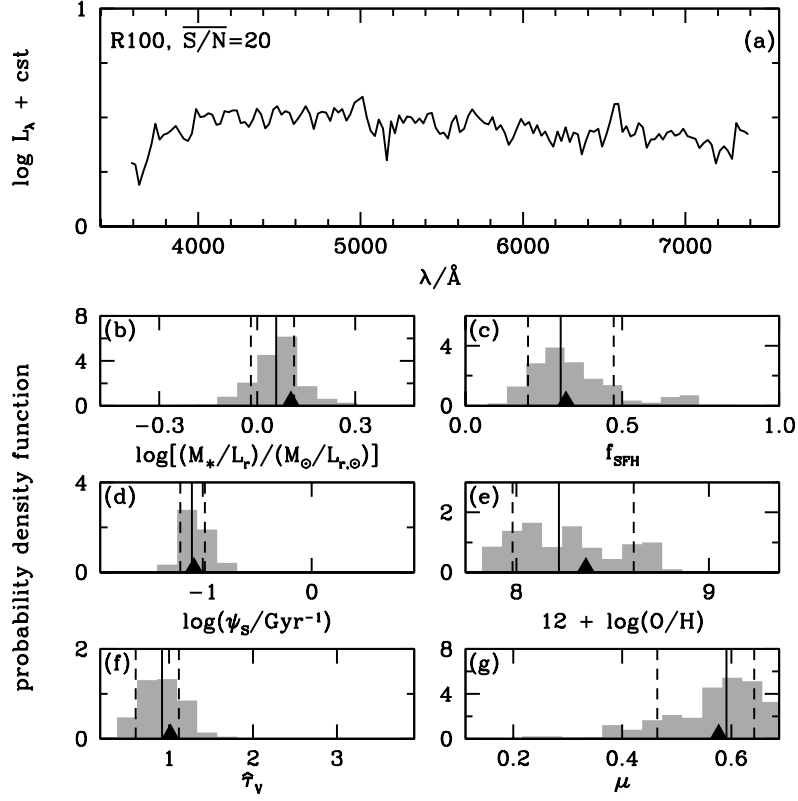 1
R100, S/N=20
(a)
log Lλ + cst
0
4000 5000 6000 7000
λ/Å
probability density function
8
4
0
(b)
-0.3 0.0 0.3
log[(M*/Lr)/(M⊙/Lr,⊙)]
4
0
(c)
0.0 0.5 1.0
fSFH
4
2
0
(d)
-1 0
log(ψS/Gyr⁻¹)
2
0
(e)
8 9
12 + log(O/H)
2
1
0
(f)
1 2 3
τ̂V
8
4
0
(g)
0.2 0.4 0.6
μ